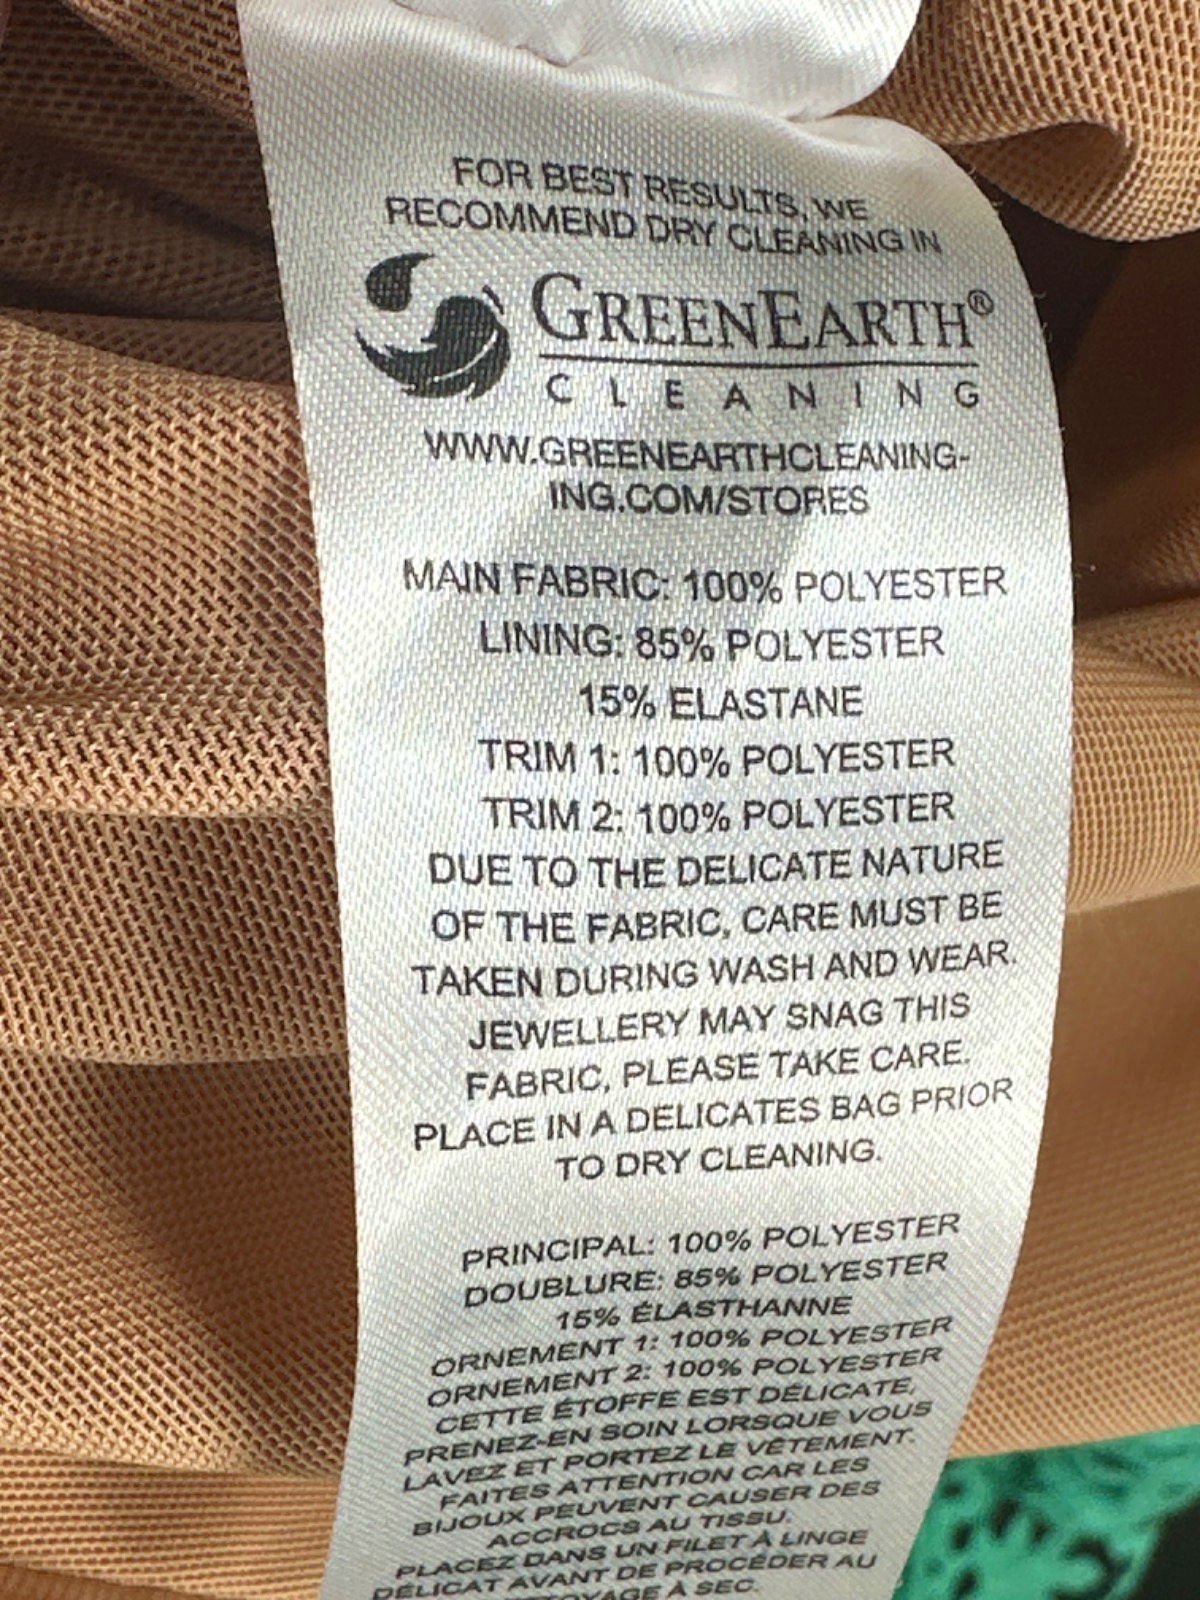 FOR BEST RESULTS, WE
RECOMMEND DRY CLEANING IN
GREENEARTH®
CLEANING
WWW.GREENEARTHCLEANING-
ING.COM/STORES
MAIN FABRIC: 100% POLYESTER
LINING: 85% POLYESTER
15% ELASTANE
TRIM 1: 100% POLYESTER
TRIM 2: 100% POLYESTER
DUE TO THE DELICATE NATURE
OF THE FABRIC, CARE MUST BE
TAKEN DURING WASH AND WEAR.
JEWELLERY MAY SNAG THIS
FABRIC, PLEASE TAKE CARE.
PLACE IN A DELICATES BAG PRIOR
TO DRY CLEANING.
PRINCIPAL: 100% POLYESTER
DOUBLURE: 85% POLYESTER
15% ÉLASTHANNE
ORNEMENT 1: 100% POLYESTER
ORNEMENT 2: 100% POLYESTER
CETTE ÉTOFFE EST DÉLICATE,
PRENEZ-EN SOIN LORSQUE VOUS
LAVEZ ET PORTEZ LE VÊTEMENT.
FAITES ATTENTION CAR LES
BIJOUX PEUVENT CAUSER DES
ACCROCS AU TISSU.
PLACEZ DANS UN FILET À LINGE
DÉLICAT AVANT DE PROCÉDER AU
À SEC.